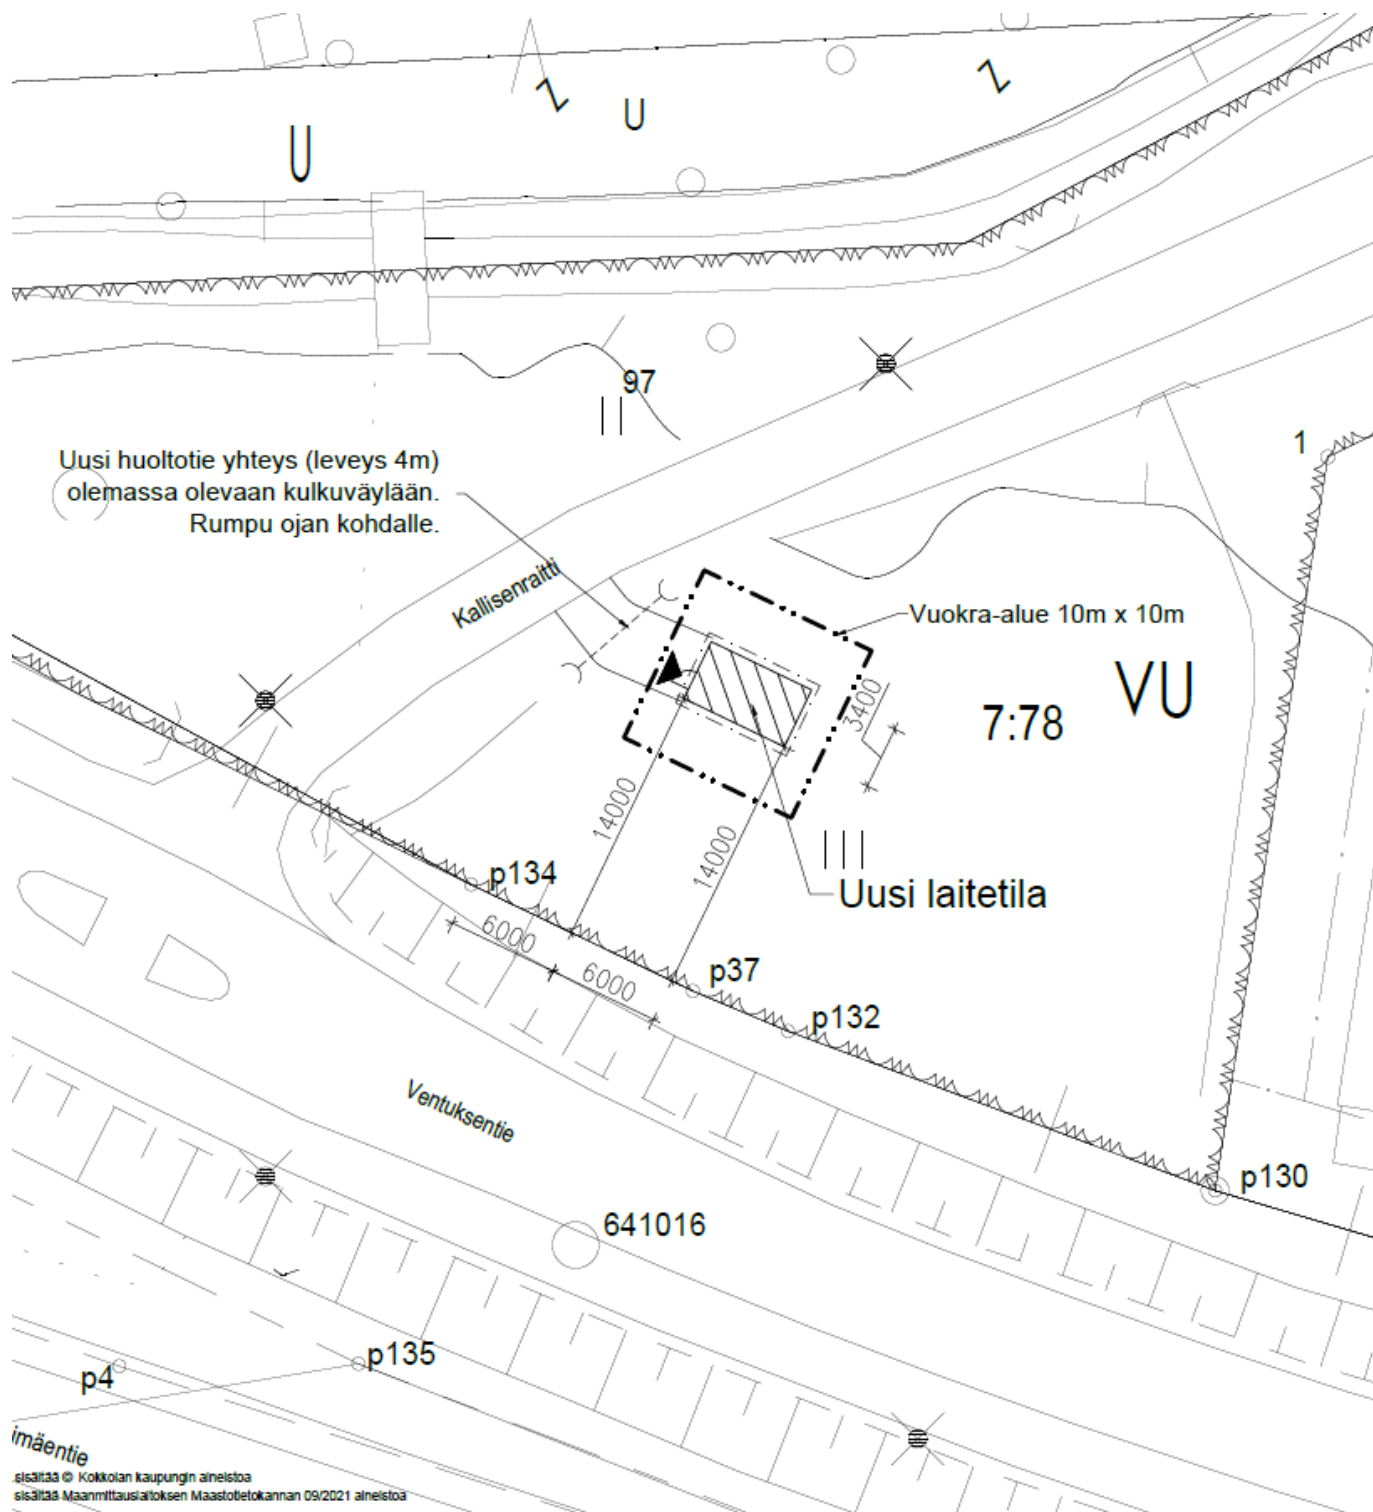 Z
Z
U
U
97
Uusi huoltotie yhteys (leveys 4m)
olemassa olevaan kulkuväylään.
Rumpu ojan kohdalle.
1
Kallisenraitti
Vuokra-alue 10m x 10m
VU
7:78
3400
14000
14000
Uusi laitetila
p134
6000
6000
p37
p132
Ventuksentie
p130
641016
p135
p4
imäentie
sisältää © Kokkolan kaupungin aineistoa
sisältää Maanmittauslaitoksen Maastotietokannan 09/2021 aineistoa